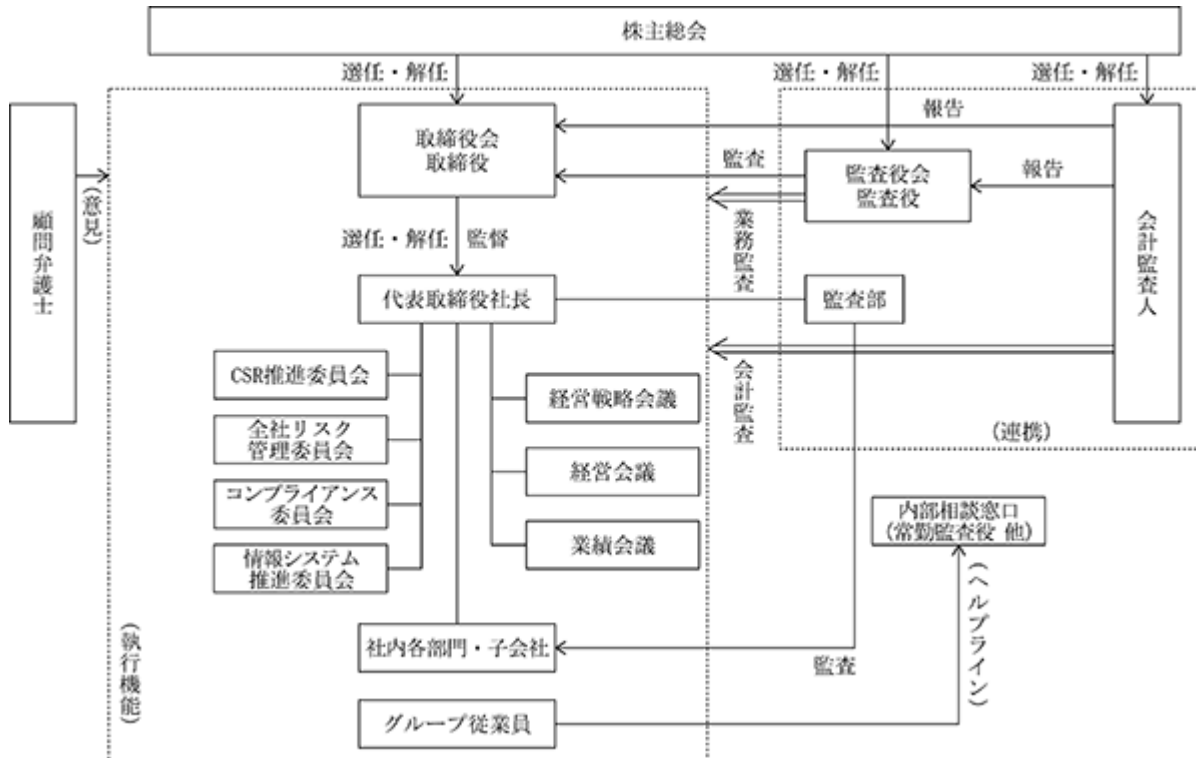 株主総会
選任・解任
選任・解任
選任・解任
取締役会
取締役
報告
監査
監査役会
監査役
報告
会計監査人
顧問弁護士
(意見)
業務監査
選任・解任
監督
代表取締役社長
監査部
会計監査
(連携)
CSR推進委員会
全社リスク
管理委員会
コンプライアンス
委員会
情報システム
推進委員会
経営戦略会議
経営会議
業績会議
内部相談窓口
(常勤監査役 他)
(ヘルプライン)
(執行機能)
社内各部門・子会社
監査
グループ従業員